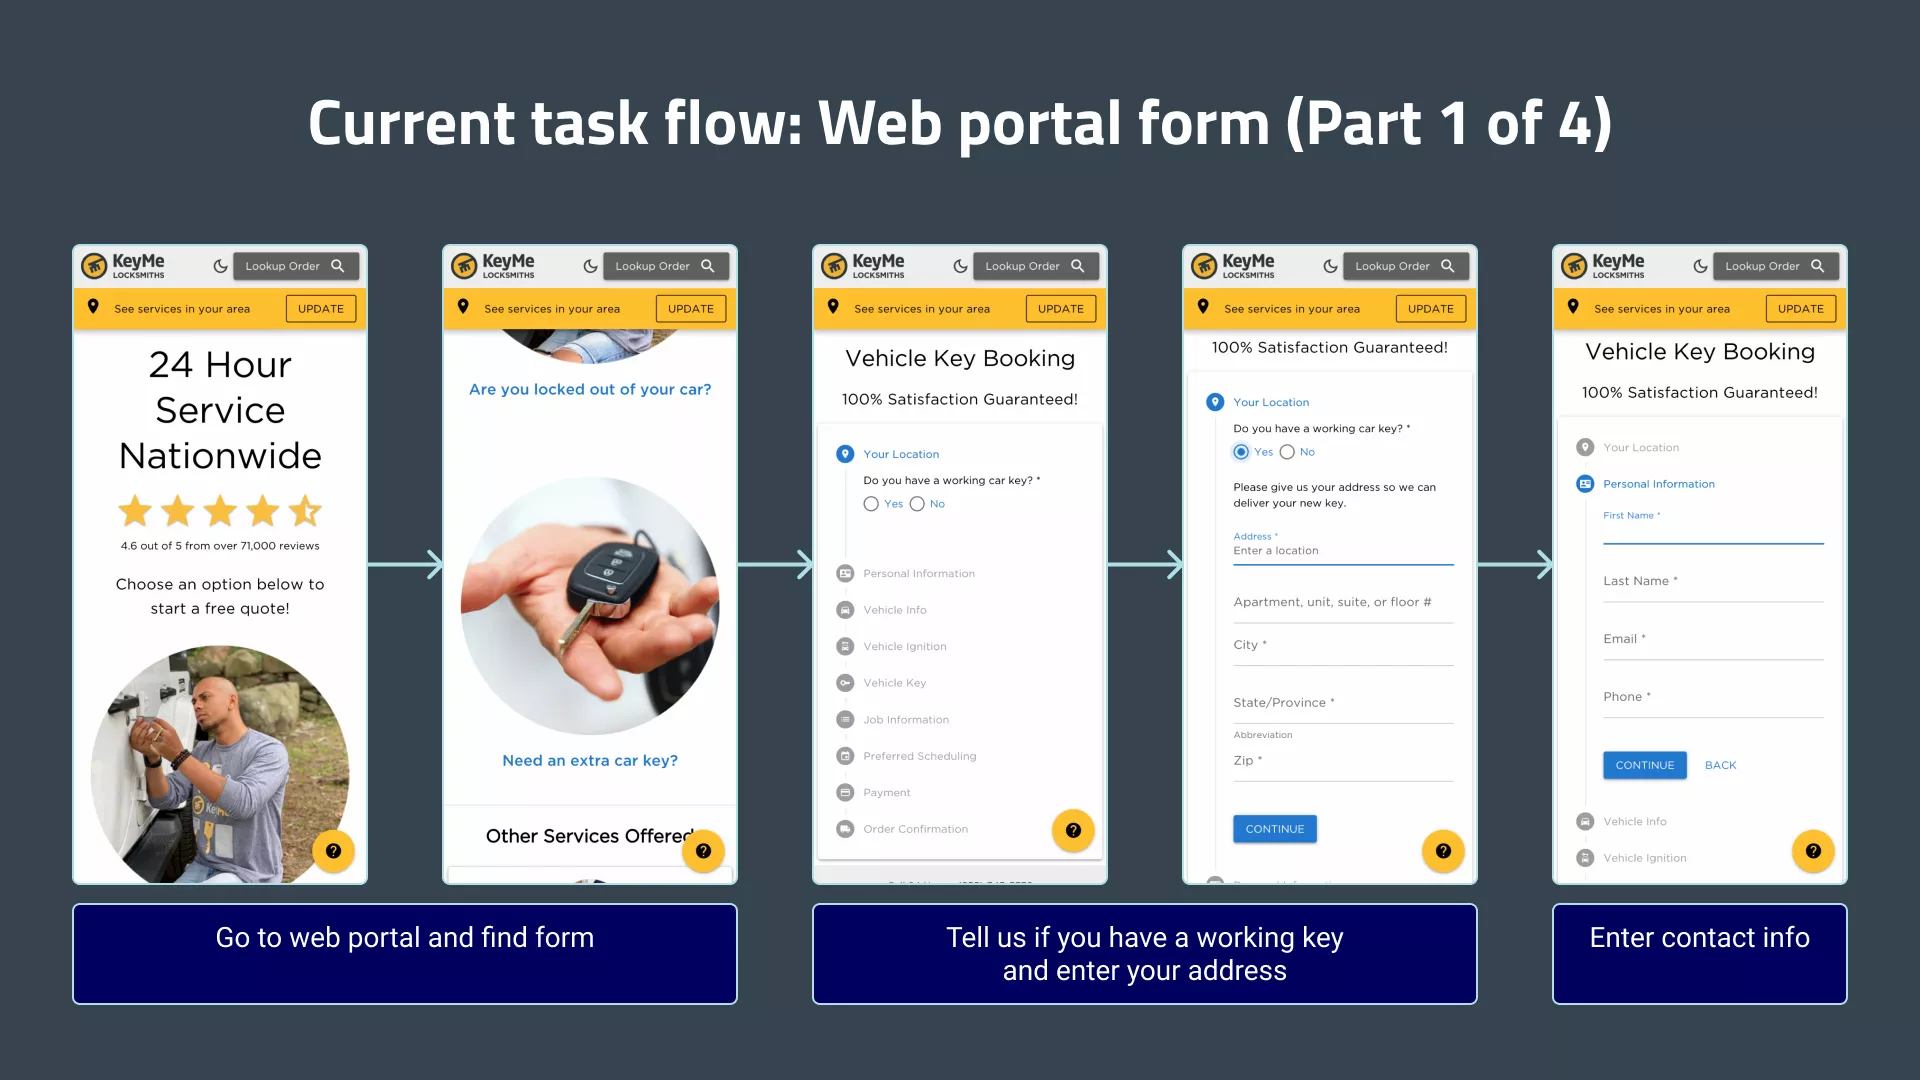 Current task flow: Web portal form (Part 1 of 4)
KeyMe
LOCKSMITHS
Lookup Order
See services in your area
UPDATE
24 Hour
Service
Nationwide
4.6 out of 5 from over 71,000 reviews
Choose an option below to
start a free quote!
KeyMe
LOCKSMITHS
Lookup Order
See services in your area
UPDATE
Are you locked out of your car?
Need an extra car key?
Other Services Offered
Go to web portal and find form
KeyMe
LOCKSMITHS
Lookup Order
See services in your area
UPDATE
Vehicle Key Booking
100% Satisfaction Guaranteed!
Your Location
Do you have a working car key? *
Yes
No
Personal Information
Vehicle Info
Vehicle Ignition
Vehicle Key
Job Information
Preferred Scheduling
Payment
Order Confirmation
KeyMe
LOCKSMITHS
Lookup Order
See services in your area
UPDATE
100% Satisfaction Guaranteed!
Your Location
Do you have a working car key? *
Yes
No
Please give us your address so we can
deliver your new key.
Address *
Enter a location
Apartment, unit, suite, or floor #
City *
State/Province *
Abbreviation
Zip *
CONTINUE
Tell us if you have a working key
and enter your address
KeyMe
LOCKSMITHS
Lookup Order
See services in your area
UPDATE
Vehicle Key Booking
100% Satisfaction Guaranteed!
Your Location
Personal Information
First Name *
Last Name *
Email *
Phone *
CONTINUE
BACK
Vehicle Info
Vehicle Ignition
Enter contact info